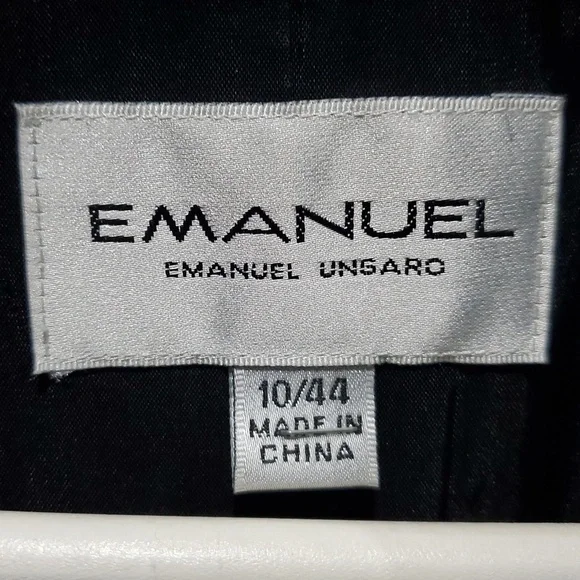 EMANUEL
EMANUEL UNGARO
10/44
MADE IN
CHINA